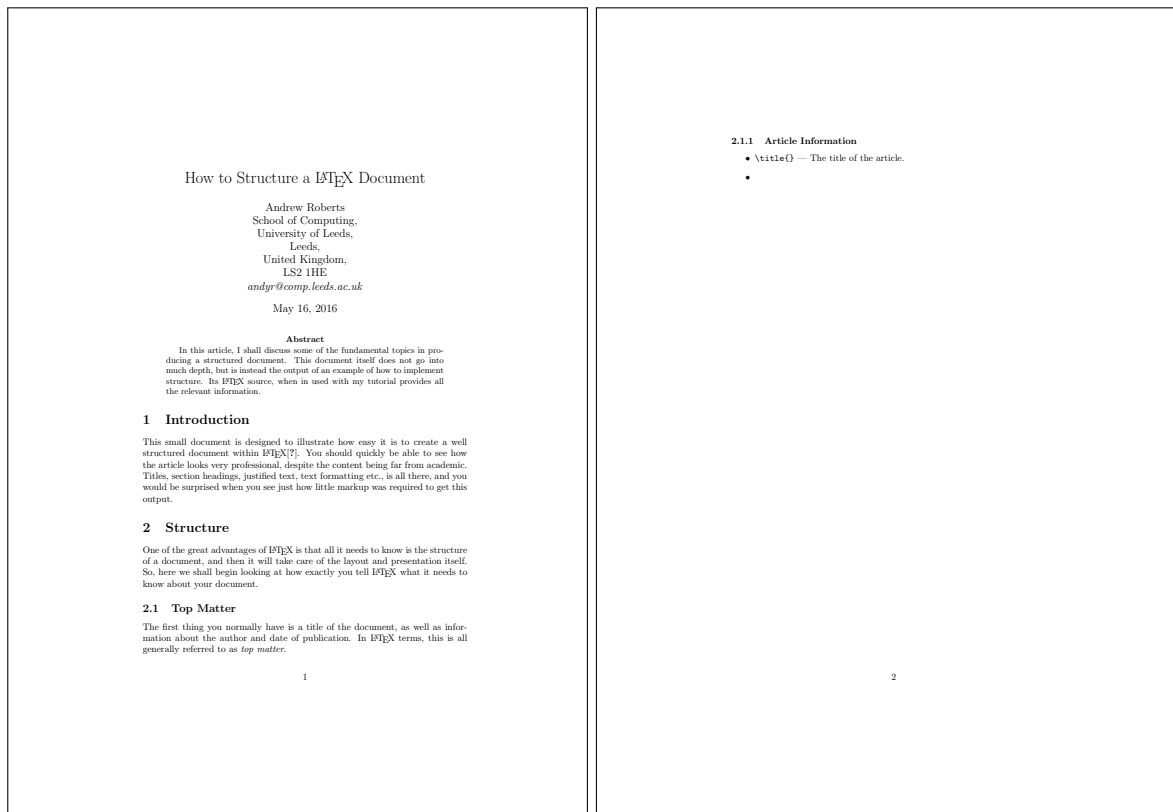 How to Structure a LATEX Document
Andrew Roberts
School of Computing,
University of Leeds,
Leeds,
United Kingdom,
LS2 1HE
andyr@comp.leeds.ac.uk
May 16, 2016
Abstract
In this article, I shall discuss some of the fundamental topics in pro-
ducing a structured document. This document itself does not go into
much depth, but is instead the output of an example of how to implement
structure. Its LATEX source, when in used with my tutorial provides all
the relevant information.
1 Introduction
This small document is designed to illustrate how easy it is to create a well
structured document within LATEX[?]. You should quickly be able to see how
the article looks very professional, despite the content being far from academic.
Titles, section headings, justified text, text formatting etc., is all there, and you
would be surprised when you see just how little markup was required to get this
output.
2 Structure
One of the great advantages of LATEX is that all it needs to know is the structure
of a document, and then it will take care of the layout and presentation itself.
So, here we shall begin looking at how exactly you tell LATEX what it needs to
know about your document.
2.1 Top Matter
The first thing you normally have is a title of the document, as well as infor-
mation about the author and date of publication. In LATEX terms, this is all
generally referred to as top matter.
1
2.1.1 Article Information
• \title{} — The title of the article.
•
2